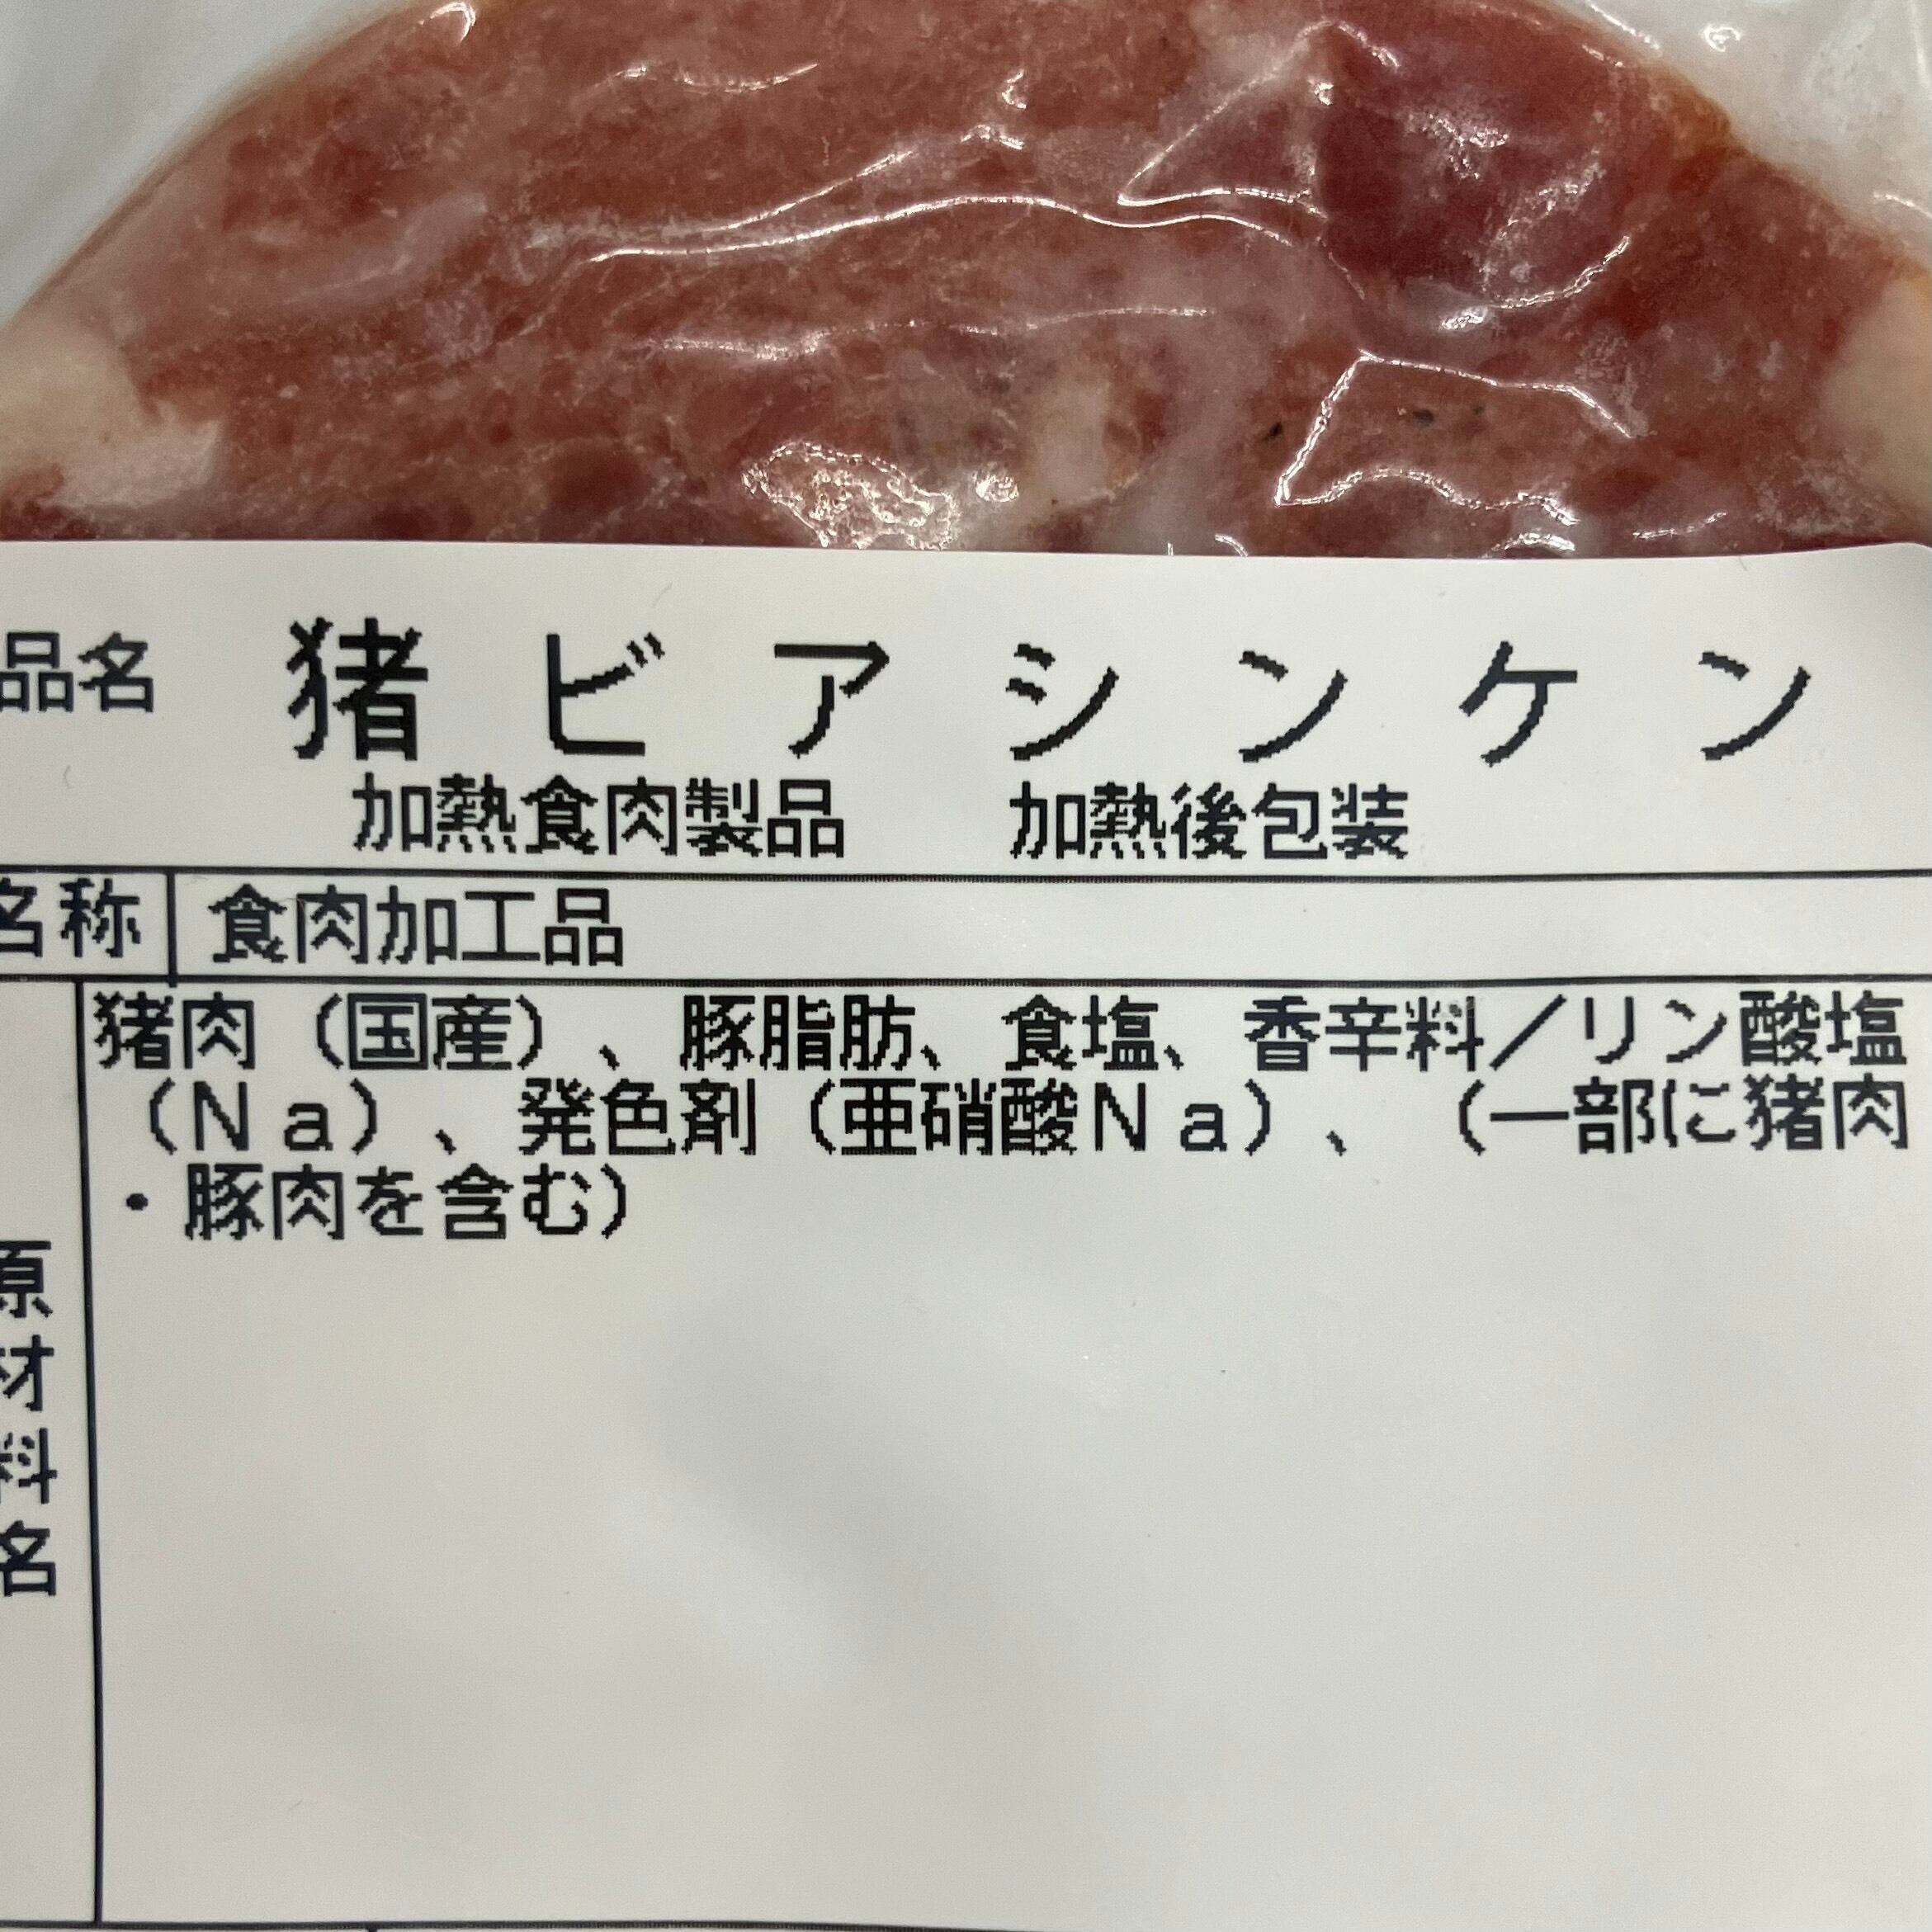 品名 猪ビアシンケン
加熱食肉製品 加熱後包装
名称 食肉加工品
猪肉（国産）、豚脂肪、食塩、香辛料／リン酸塩
（Ｎａ）、発色剤（亜硝酸Ｎａ）、（一部に猪肉
・豚肉を含む）
原材料名